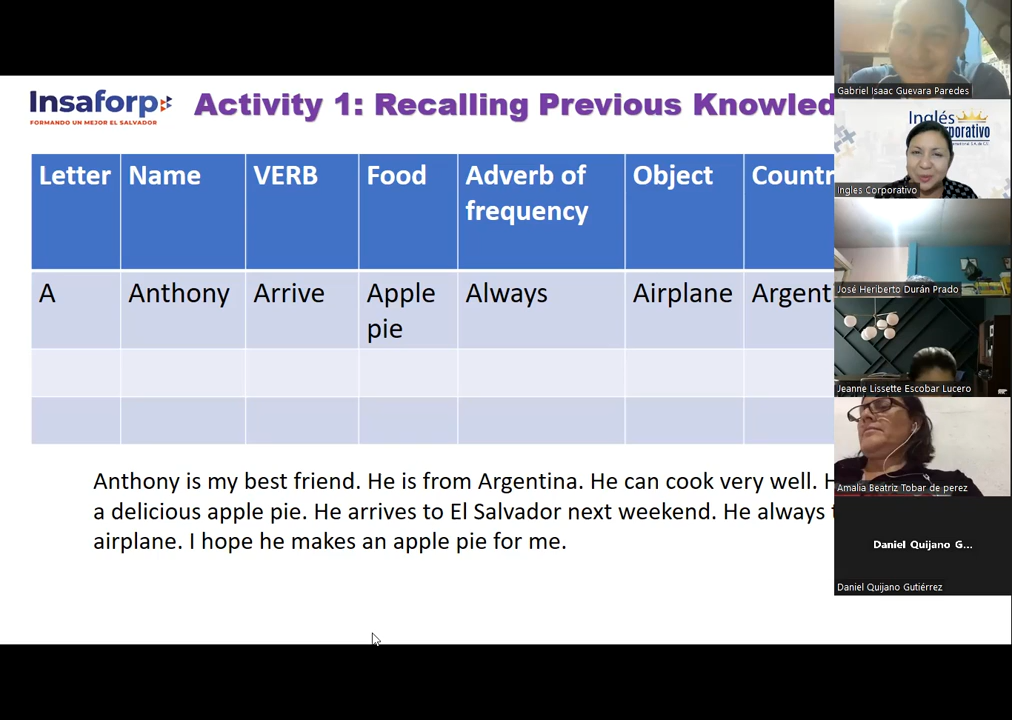 Insaforp
FORMANDO UN MEJOR EL SALVADOR
Activity 1: Recalling Previous Knowled
Letter Name VERB Food Adverb of frequency Object Countr
A Anthony Arrive Apple pie Always Airplane Argent
Anthony is my best friend. He is from Argentina. He can cook very well. H
a delicious apple pie. He arrives to El Salvador next weekend. He always t
airplane. I hope he makes an apple pie for me.
Gabriel Isaac Guevara Paredes
Inglés
porativo
Ingles Corporativo
José Heriberto Durán Prado
Jeanne Lissette Escobar Lucero
Amalia Beatriz Tobar de perez
Daniel Quijano G...
Daniel Quijano Gutiérrez